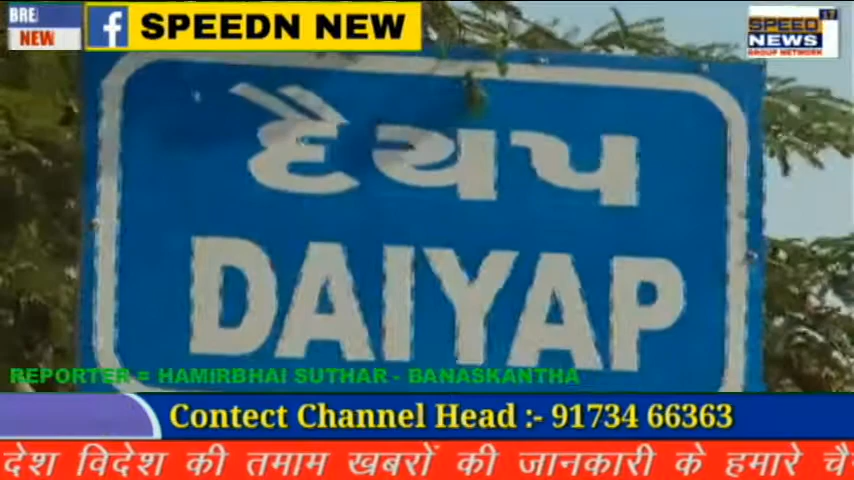 BRE
NEW
f SPEEDN NEW
SPEED
NEWS
GROUP NETWORK
દૈયપ
DAIYAP
REPORTER = HAMIRBHAI SUTHAR - BANASKANTHA
Contect Channel Head :- 91734 66363
देश विदेश की तमाम खबरों की जानकारी के हमारे